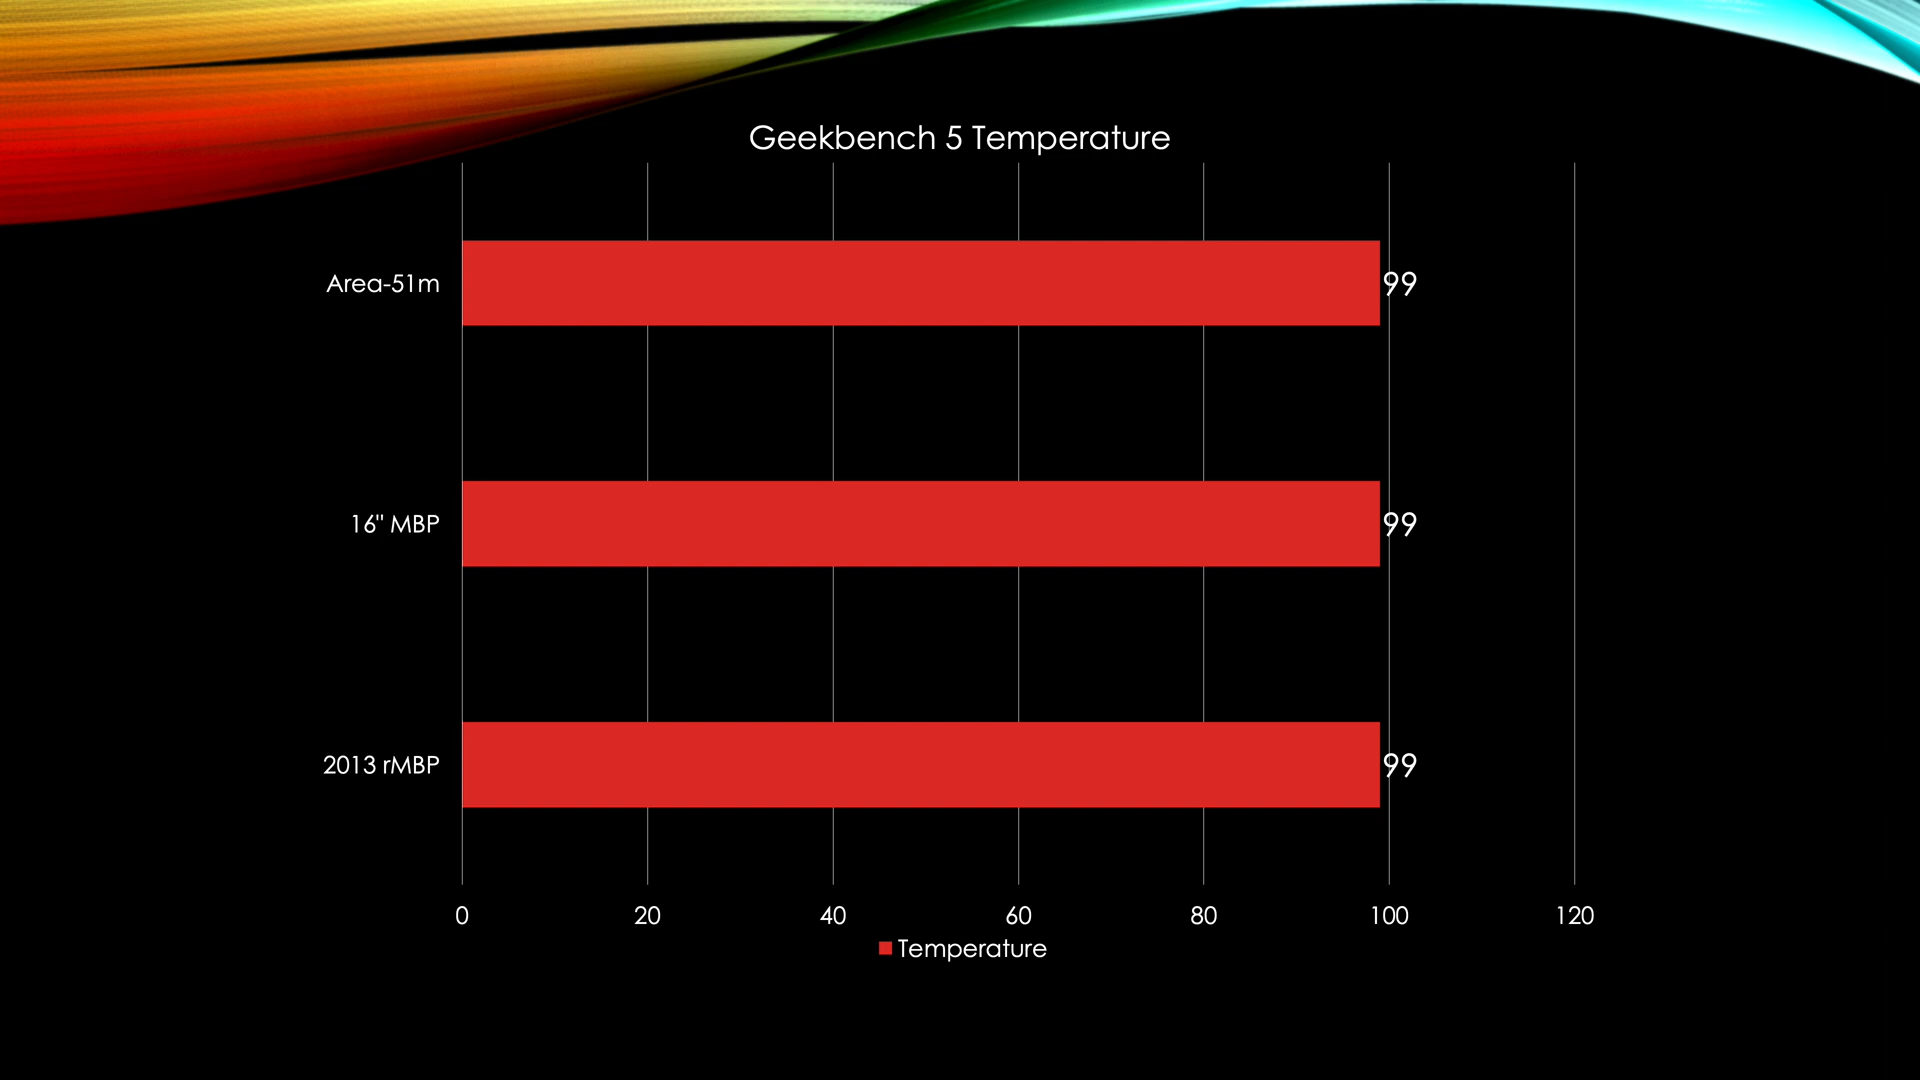 Geekbench 5 Temperature
Area-51m
99
16" MBP
99
2013 rMBP
99
0 20 40 60 80 100 120
Temperature